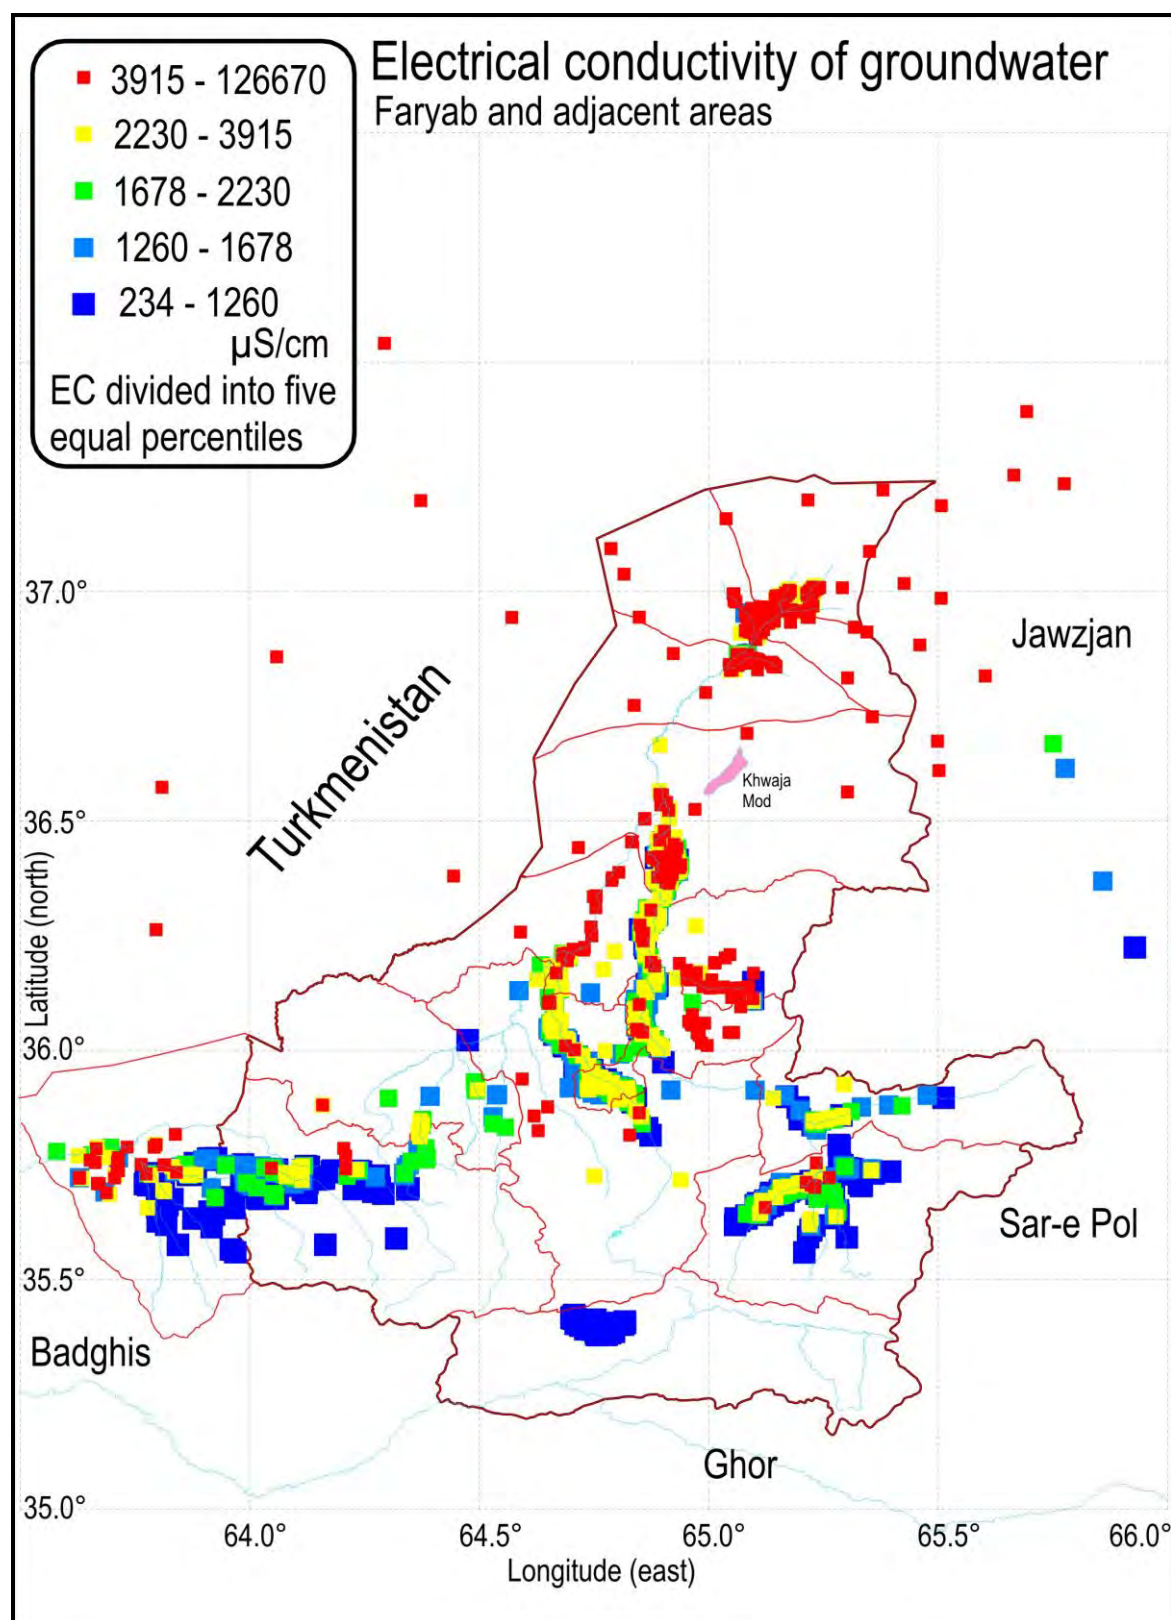 Electrical conductivity of groundwater
Faryab and adjacent areas
3915 - 126670
2230 - 3915
1678 - 2230
1260 - 1678
234 - 1260
µS/cm
EC divided into five
equal percentiles
37.0°
Jawzjan
Turkmenistan
Khwaja
Mod
36.5°
Latitude (north)
36.0°
Sar-e Pol
35.5°
Badghis
Ghor
35.0°
64.0°
64.5°
65.0°
65.5°
66.0°
Longitude (east)